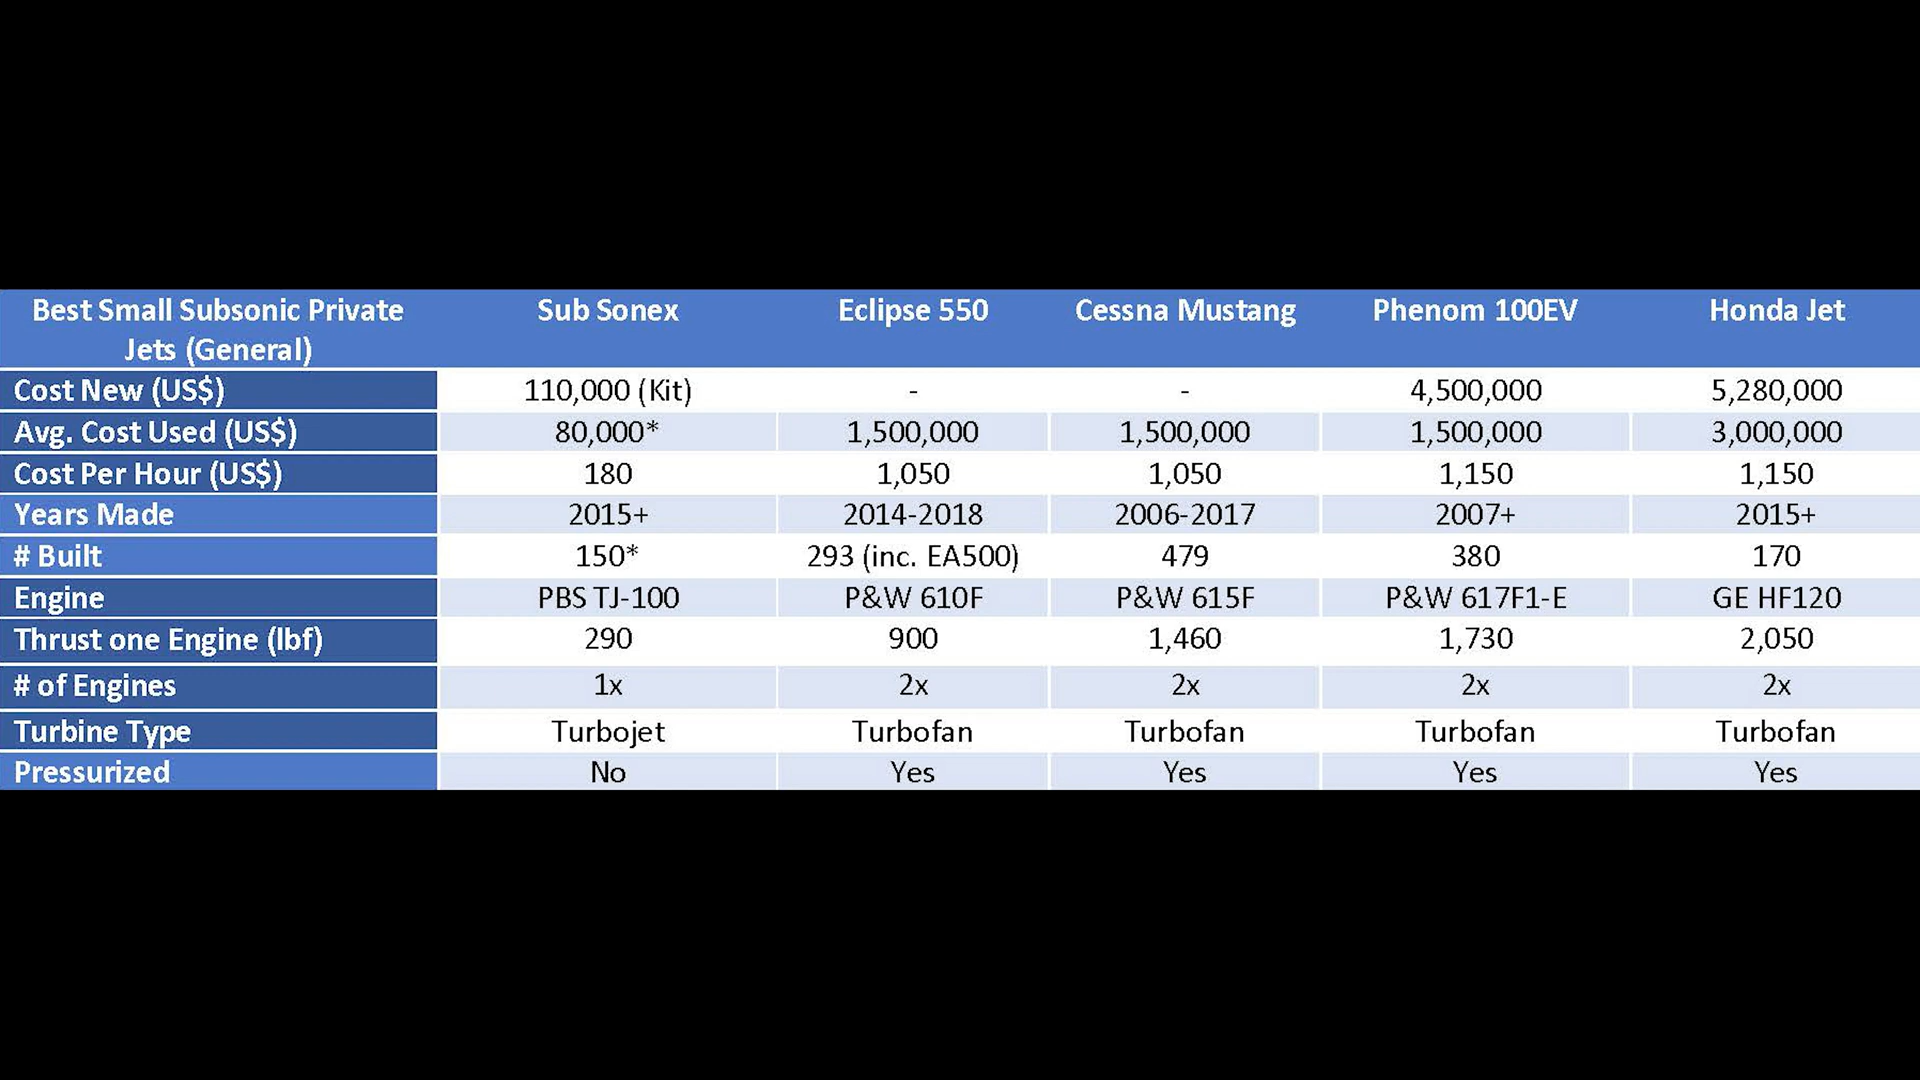 Best Small Subsonic Private Jets (General) Sub Sonex Eclipse 550 Cessna Mustang Phenom 100EV Honda Jet
Cost New (US$) 110,000 (Kit) - - 4,500,000 5,280,000
Avg. Cost Used (US$) 80,000* 1,500,000 1,500,000 1,500,000 3,000,000
Cost Per Hour (US$) 180 1,050 1,050 1,150 1,150
Years Made 2015+ 2014-2018 2006-2017 2007+ 2015+
# Built 150* 293 (inc. EA500) 479 380 170
Engine PBS TJ-100 P&W 610F P&W 615F P&W 617F1-E GE HF120
Thrust one Engine (lbf) 290 900 1,460 1,730 2,050
# of Engines 1x 2x 2x 2x 2x
Turbine Type Turbojet Turbofan Turbofan Turbofan Turbofan
Pressurized No Yes Yes Yes Yes